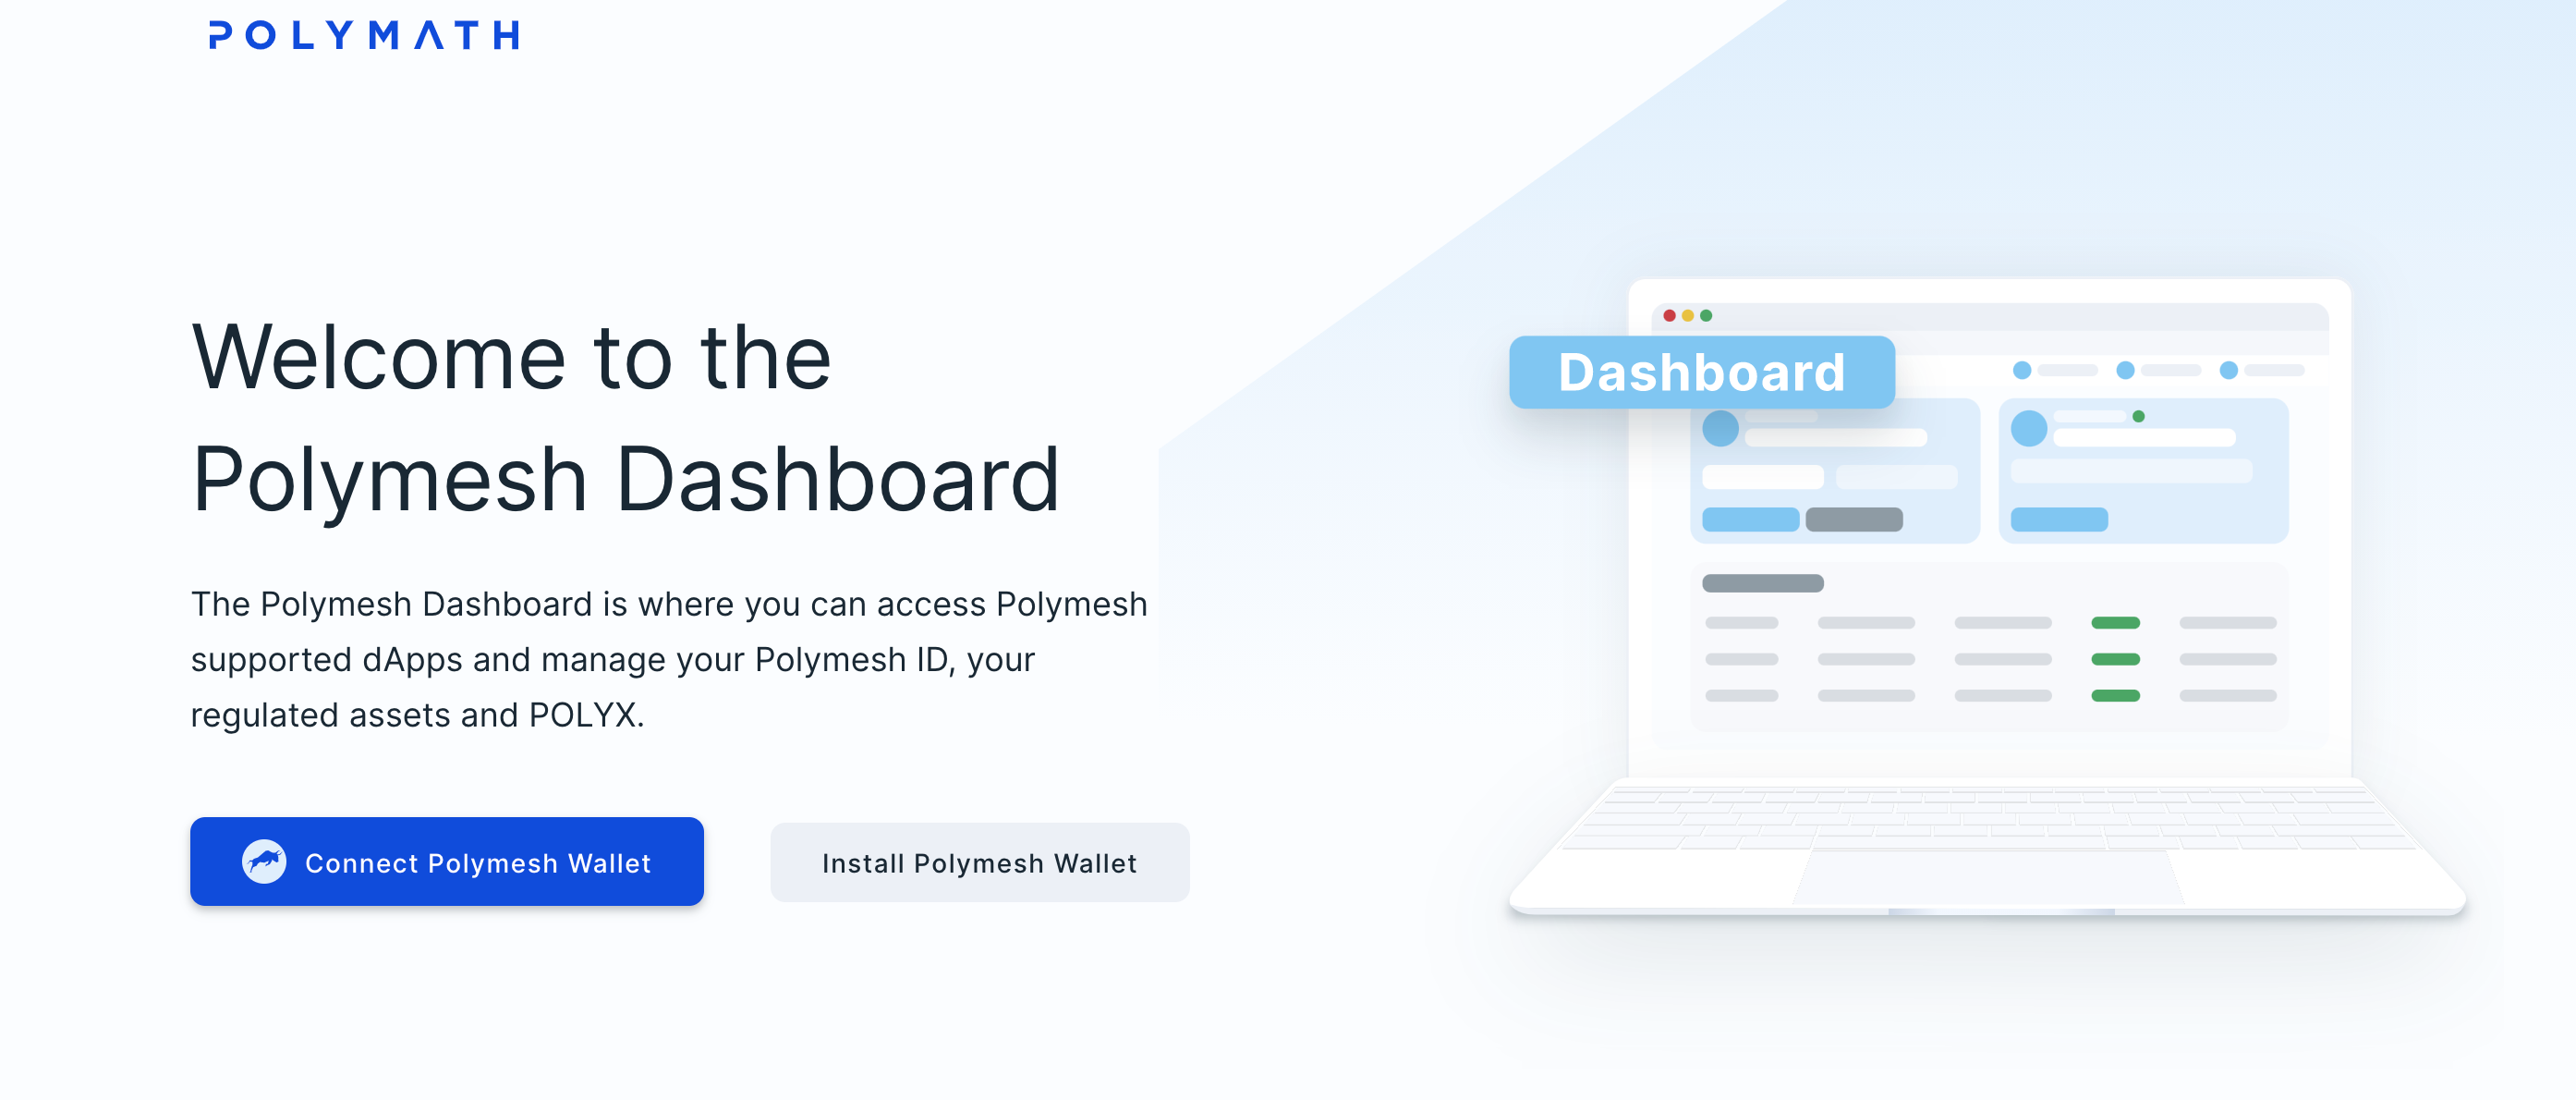 POLYMATH
Welcome to the
Polymesh Dashboard
The Polymesh Dashboard is where you can access Polymesh
supported dApps and manage your Polymesh ID, your
regulated assets and POLYX.
Connect Polymesh Wallet
Install Polymesh Wallet
Dashboard